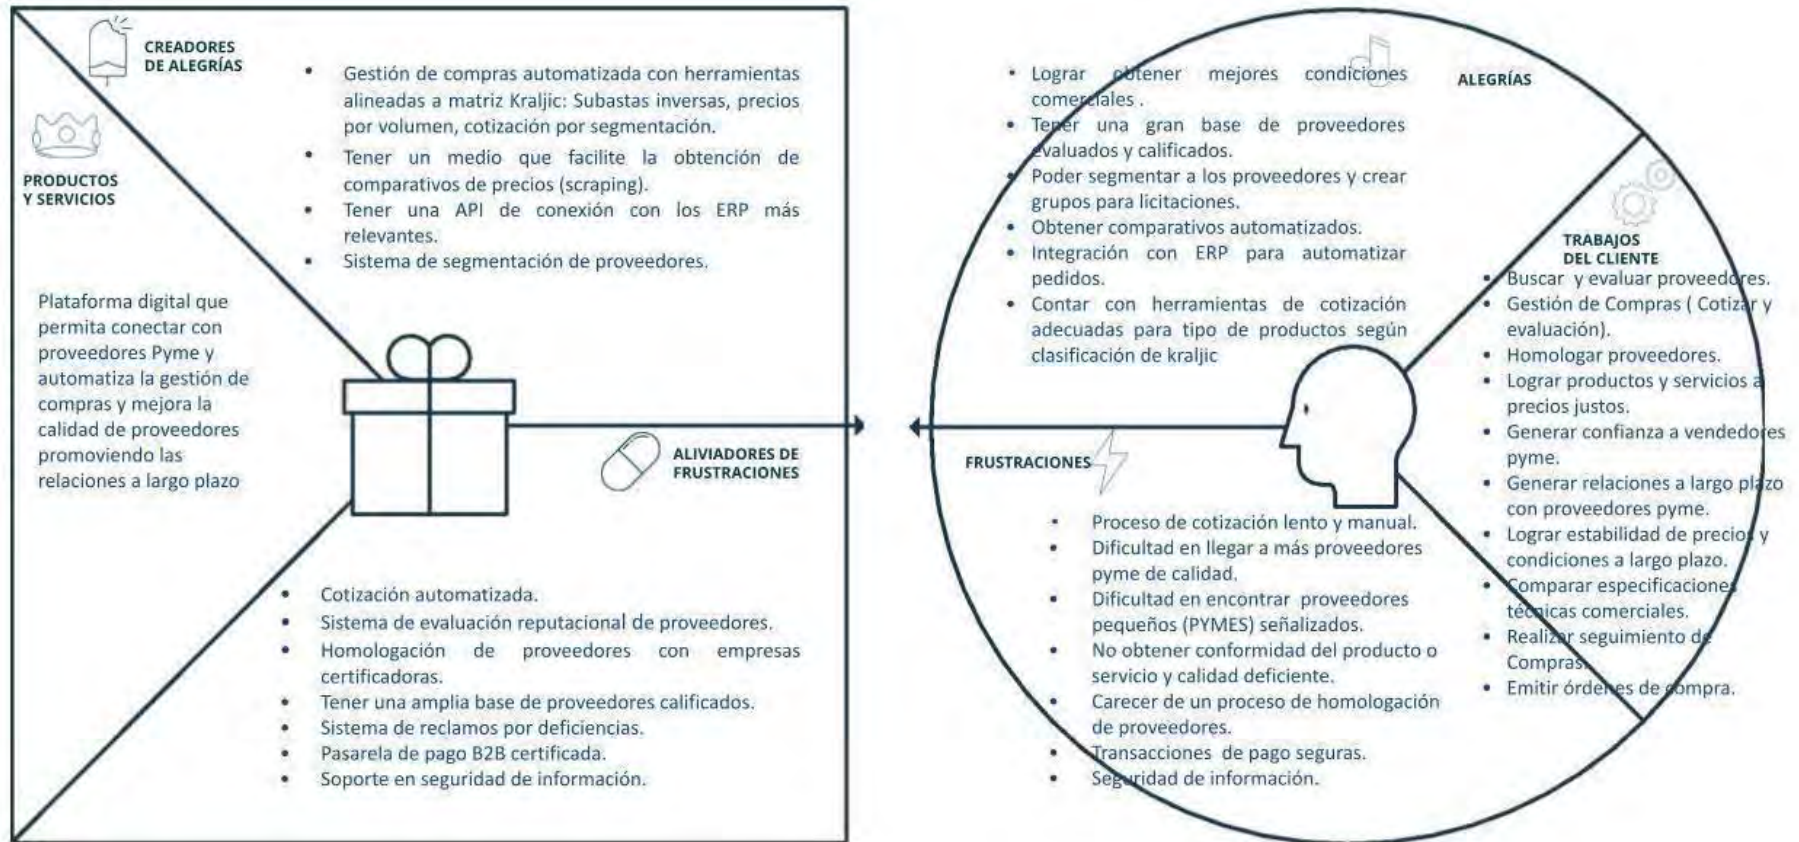 CREADORES
DE ALEGRÍAS
• Gestión de compras automatizada con herramientas
alineadas a matriz Kraljic: Subastas inversas, precios
por volumen, cotización por segmentación.
• Tener un medio que facilite la obtención de
comparativos de precios (scraping).
• Tener una API de conexión con los ERP más
relevantes.
• Sistema de segmentación de proveedores.
PRODUCTOS
Y SERVICIOS
Plataforma digital que
permita conectar con
proveedores Pyme y
automatiza la gestión de
compras y mejora la
calidad de proveedores
promoviendo las
relaciones a largo plazo
ALIVIADORES DE
FRUSTRACIONES
• Cotización automatizada.
• Sistema de evaluación reputacional de proveedores.
• Homologación de proveedores con empresas
certificadoras.
• Tener una amplia base de proveedores calificados.
• Sistema de reclamos por deficiencias.
• Pasarela de pago B2B certificada.
• Soporte en seguridad de información.
ALEGRÍAS
• Lograr obtener mejores condiciones
comerciales .
• Tener una gran base de proveedores
evaluados y calificados.
• Poder segmentar a los proveedores y crear
grupos para licitaciones.
• Obtener comparativos automatizados.
• Integración con ERP para automatizar
pedidos.
• Contar con herramientas de cotización
adecuadas para tipo de productos según
clasificación de kraljic
TRABAJOS
DEL CLIENTE
• Buscar y evaluar proveedores.
• Gestión de Compras ( Cotizar y
evaluación).
• Homologar proveedores.
• Lograr productos y servicios a
precios justos.
• Generar confianza a vendedores
pyme.
• Generar relaciones a largo plazo
con proveedores pyme.
• Lograr estabilidad de precios y
condiciones a largo plazo.
• Comparar especificaciones
técnicas comerciales.
• Realizar seguimiento de
Compras.
• Emitir órdenes de compra.
FRUSTRACIONES
• Proceso de cotización lento y manual.
• Dificultad en llegar a más proveedores
pyme de calidad.
• Dificultad en encontrar proveedores
pequeños (PYMES) señalizados.
• No obtener conformidad del producto o
servicio y calidad deficiente.
• Carecer de un proceso de homologación
de proveedores.
• Transacciones de pago seguras.
• Seguridad de información.